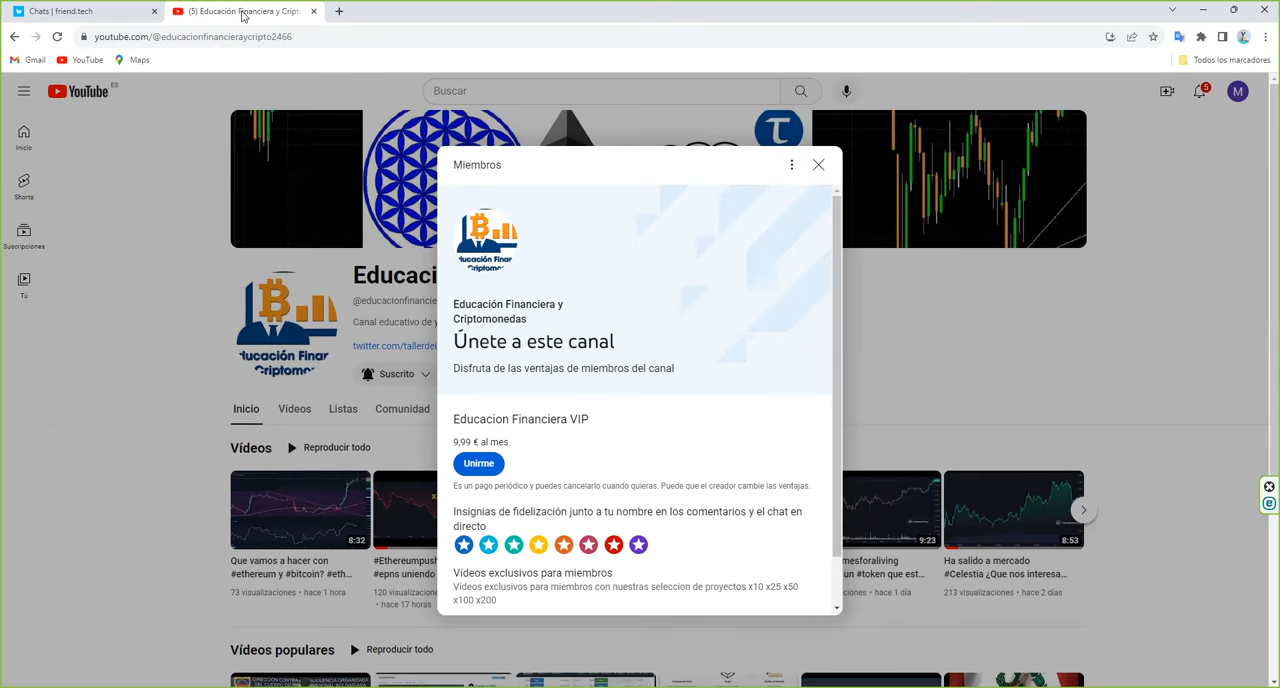 Chats | friend.tech
(5) Educación Financiera y Cripto
youtube.com/@educacionfinancieraycripto2466
Gmail
YouTube
Maps
Todos los marcadores
YouTube ES
Buscar
5
M
Inicio
Shorts
Suscripciones
Tú
Miembros
Educación Financiera y
Criptomonedas
Únete a este canal
Disfruta de las ventajas de miembros del canal
Educacion Financiera VIP
9,99 € al mes
Unirme
Es un pago periódico y puedes cancelarlo cuando quieras. Puede que el creador cambie las ventajas.
Insignias de fidelización junto a tu nombre en los comentarios y el chat en
directo
Vídeos exclusivos para miembros
Vídeos exclusivos para miembros con nuestras seleccion de proyectos x10 x25 x50
x100 x200
Educaci
@educacionfinancie
Canal educativo de y
twitter.com/tallerdei
Suscrito
Inicio Vídeos Listas Comunidad
Vídeos Reproducir todo
8:32
9:23
8:53
Que vamos a hacer con
#ethereum y #bitcoin? #eth...
73 visualizaciones • hace 1 hora
#Ethereumpush
#epns uniendo
120 visualizaciones
• hace 17 horas
mesforaliving
un #token que est...
nes • hace 1 día
Ha salido a mercado
#Celestia ¿Que nos interesa...
213 visualizaciones • hace 2 días
Vídeos populares Reproducir todo